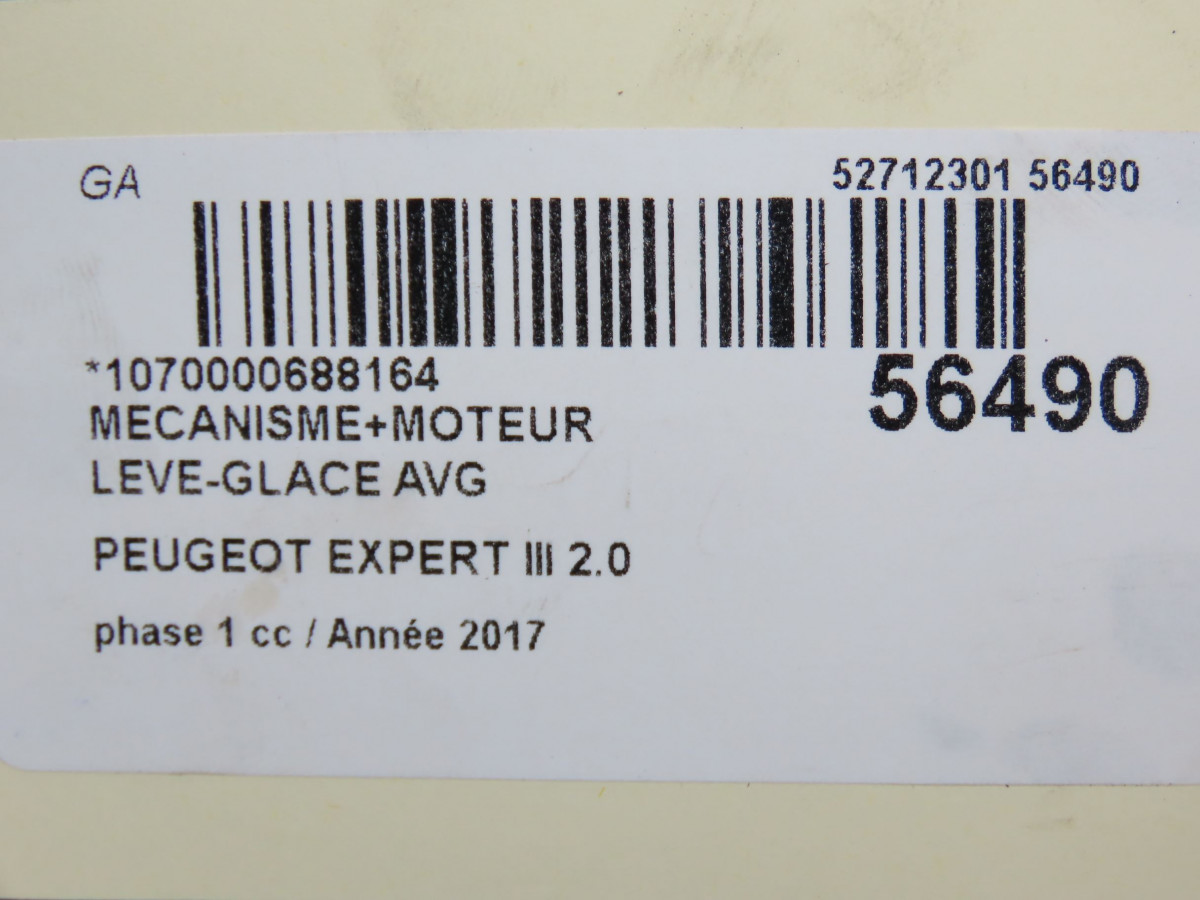 GA
52712301 56490
*1070000688164
56490
MECANISME+MOTEUR
LEVE-GLACE AVG
PEUGEOT EXPERT III 2.0
phase 1 cc / Année 2017